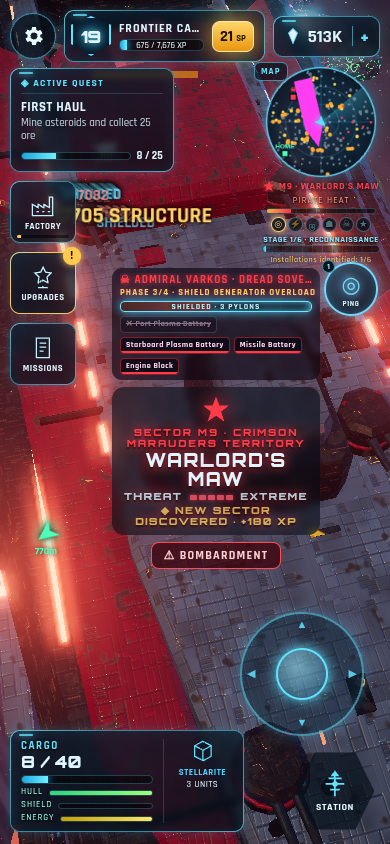 19
FRONTIER CA...
675 / 7,676 XP
21 SP
513K
+
◆ ACTIVE QUEST
FIRST HAUL
Mine asteroids and collect 25
ore
8 / 25
MAP
HOME
M9 · WARLORD'S MAW
PIRATE HEAT
STAGE 1/6 · RECONNAISSANCE
Installations identified: 1/6
1
PING
FACTORY
705 STRUCTURE
SHIELDED
!
UPGRADES
MISSIONS
☠ ADMIRAL VARKOS · DREAD SOVE...
PHASE 3/4 · SHIELD GENERATOR OVERLOAD
SHIELDED · 3 PYLONS
✕ Port Plasma Battery
Starboard Plasma Battery
Missile Battery
Engine Block
SECTOR M9 · CRIMSON
MARAUDERS TERRITORY
WARLORD'S
MAW
THREAT EXTREME
◆ NEW SECTOR
DISCOVERED · +180 XP
⚠ BOMBARDMENT
CARGO
8 / 40
HULL
SHIELD
ENERGY
STELLARITE
3 UNITS
STATION